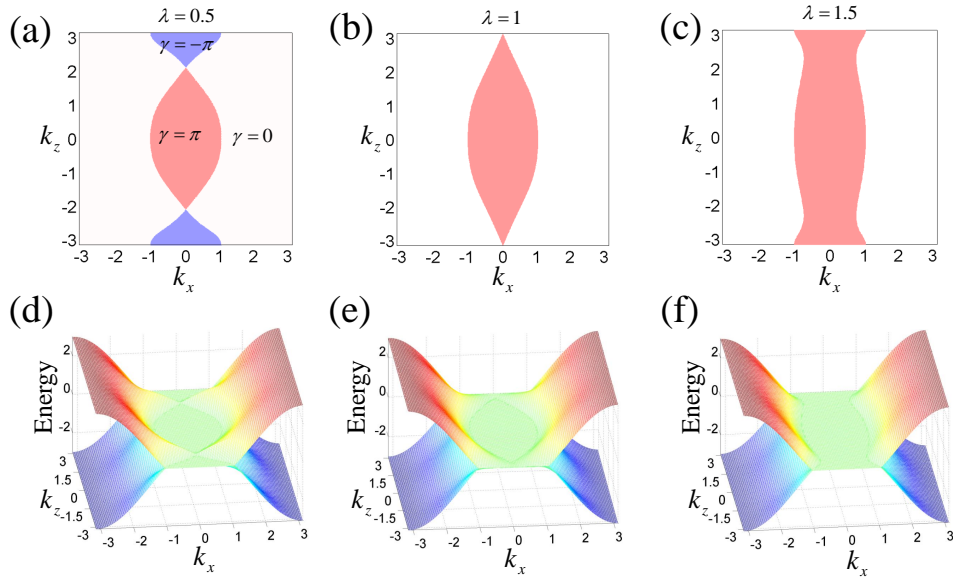 (a) λ = 0.5
3
2
1
0
-1
-2
-3
k_z
γ = −π
γ = π
γ = 0
-3 -2 -1 0 1 2 3
k_x
(b) λ = 1
3
2
1
0
-1
-2
-3
k_z
-3 -2 -1 0 1 2 3
k_x
(c) λ = 1.5
3
2
1
0
-1
-2
-3
k_z
-3 -2 -1 0 1 2 3
k_x
(d)
Energy
2
0
-2
3
1.5
0
-1.5
k_z
-3 -2 -1 0 1 2 3
k_x
(e)
Energy
2
0
-2
3
1.5
0
-1.5
k_z
-3 -2 -1 0 1 2 3
k_x
(f)
Energy
2
0
-2
3
1.5
0
-1.5
k_z
-3 -2 -1 0 1 2 3
k_x